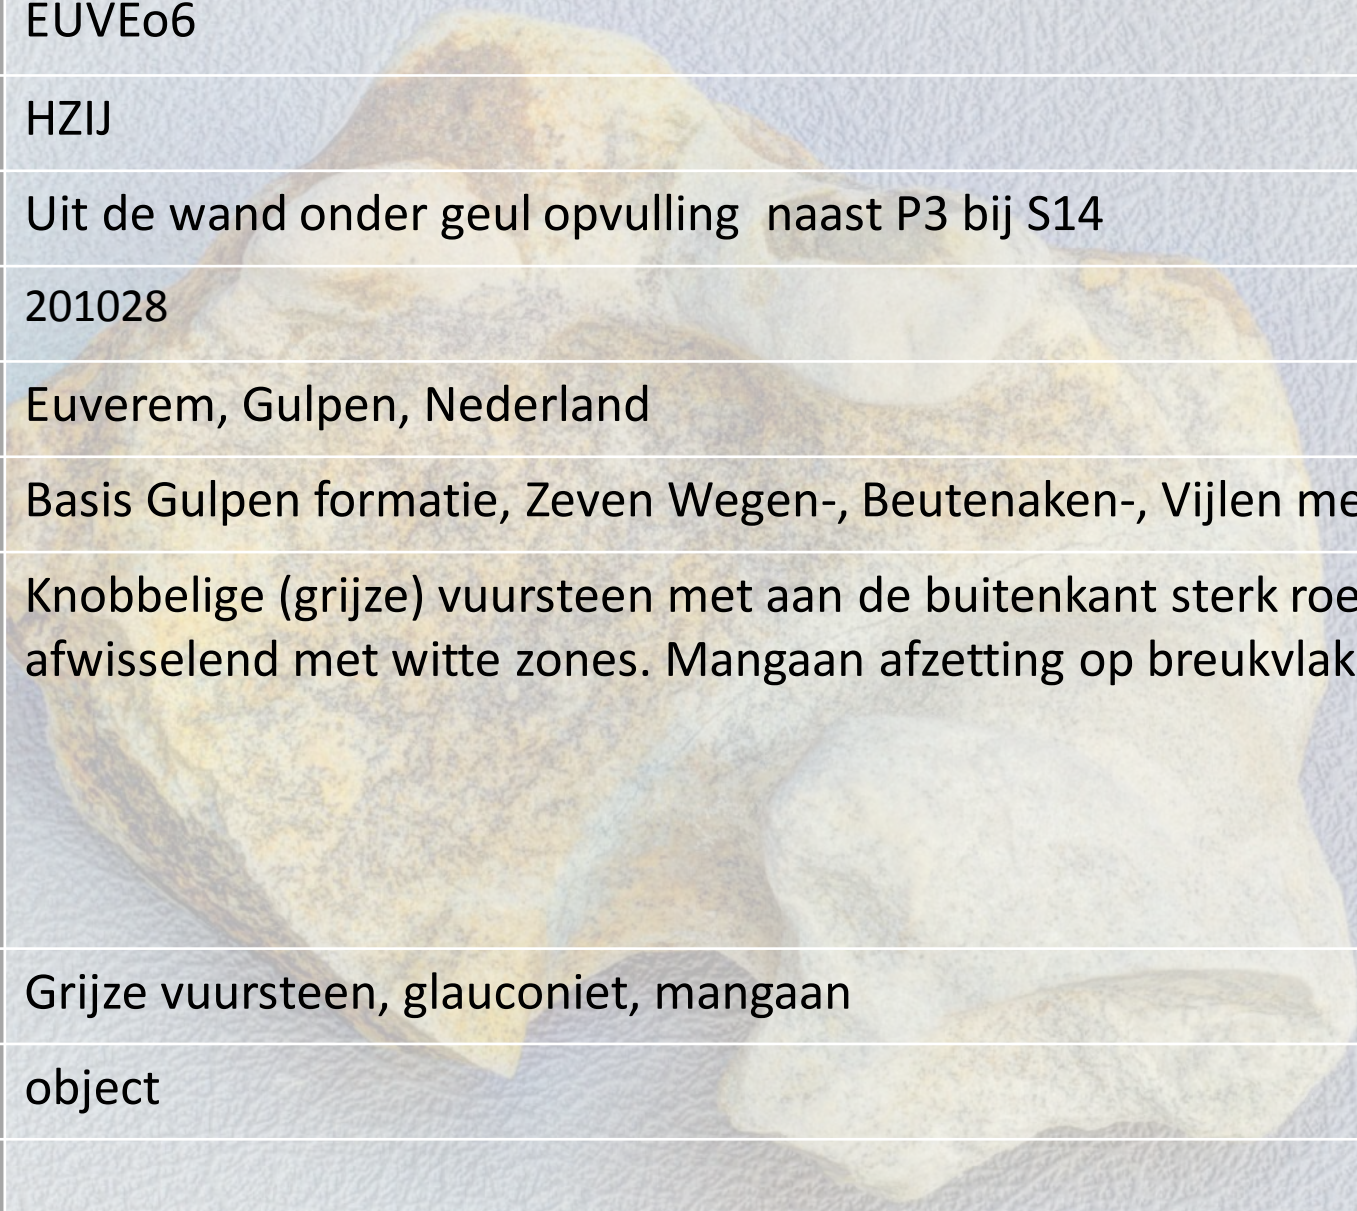 EUVEo6
HZIJ
Uit de wand onder geul opvulling  naast P3 bij S14
201028
Euverem, Gulpen, Nederland
Basis Gulpen formatie, Zeven Wegen-, Beutenaken-, Vijlen me
Knobbelige (grijze) vuursteen met aan de buitenkant sterk roe
afwisselend met witte zones. Mangaan afzetting op breukvlak
Grijze vuursteen, glauconiet, mangaan
object